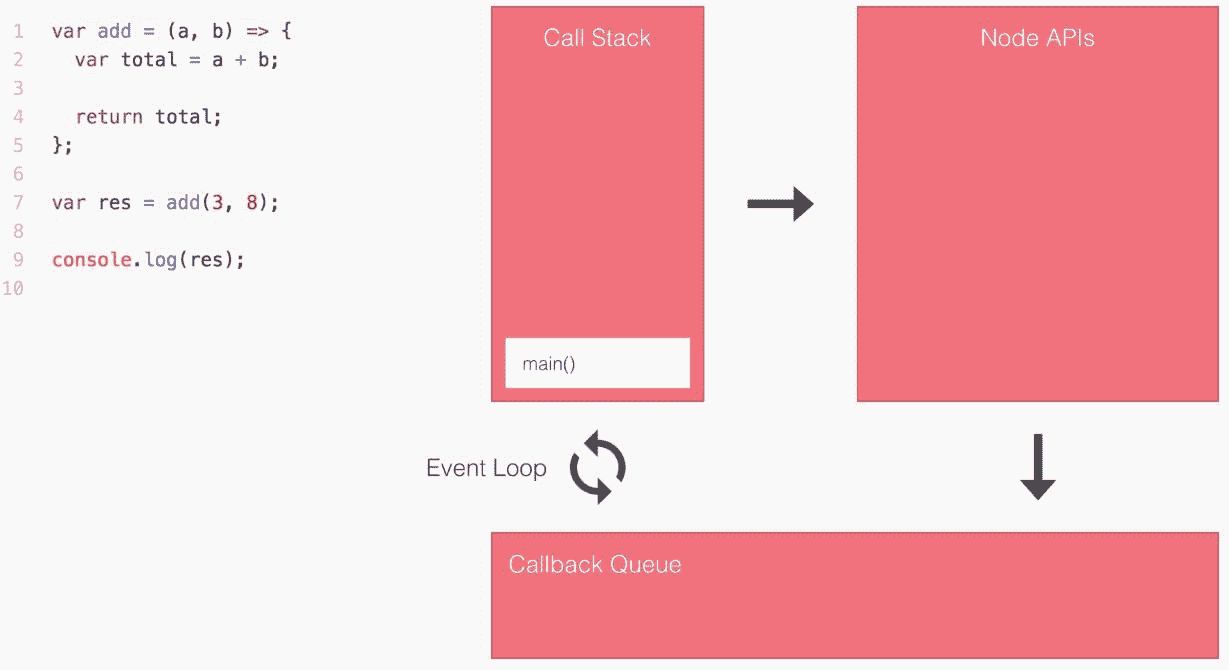 1 var add = (a, b) => {
2 var total = a + b;
3
4 return total;
5 };
6
7 var res = add(3, 8);
8
9 console.log(res);
10
Call Stack
main()
Node APIs
Event Loop
Callback Queue